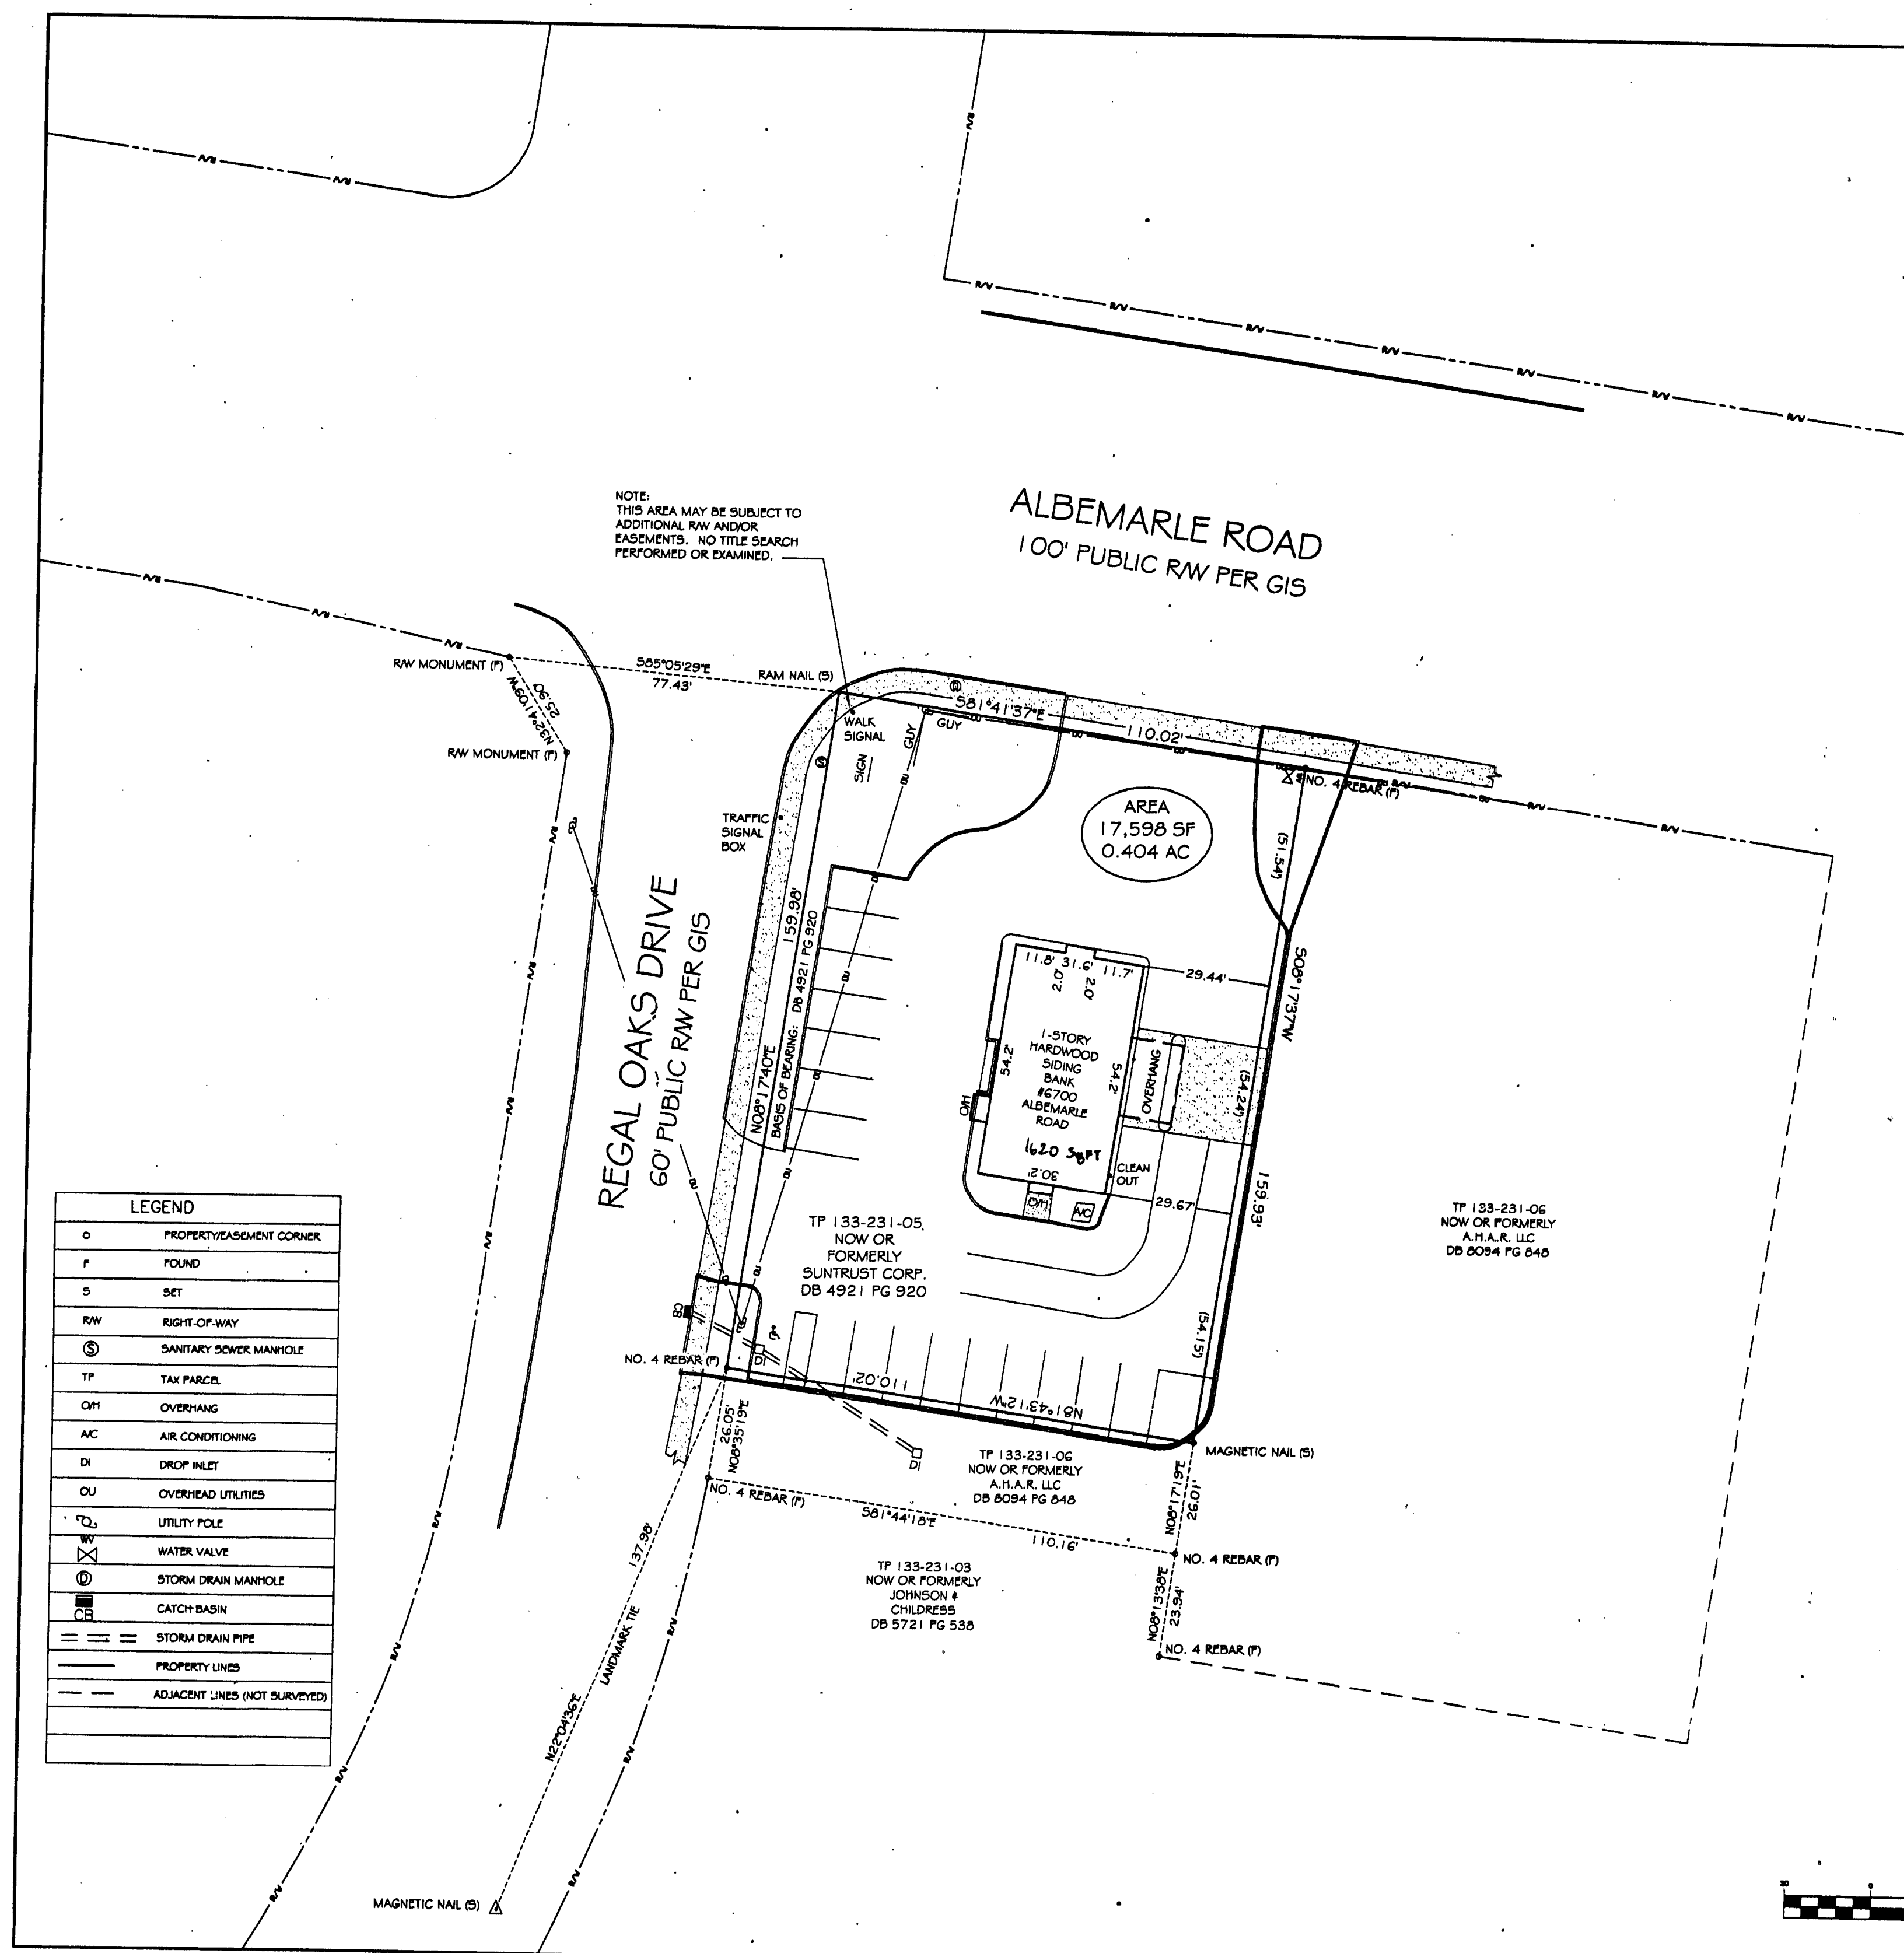 NOTE:
THIS AREA MAY BE SUBJECT TO
ADDITIONAL R/W AND/OR
EASEMENTS. NO TITLE SEARCH
PERFORMED OR EXAMINED.
ALBEMARLE ROAD
100' PUBLIC R/W PER GIS
R/W MONUMENT (F)
S85°05'29"E
77.43'
RAM NAIL (S)
N32°41'09"W
25.90'
R/W MONUMENT (F)
WALK
SIGNAL
SIGN
GUY
GUY
S81°41'37"E
110.02'
NO. 4 REBAR (F)
TRAFFIC
SIGNAL
BOX
AREA
17,598 SF
0.404 AC
(51.54')
REGAL OAKS DRIVE
60' PUBLIC R/W PER GIS
159.98'
N08°17'40"E
BASIS OF BEARING: DB 4921 PG 920
11.8'
31.6'
11.7'
2.0'
2.0'
29.44'
S08°17'37"W
54.2'
1-STORY
HARDWOOD
SIDING
BANK
#6700
ALBEMARLE
ROAD
1620 SqFT
54.2'
OVERHANG
(54.24')
O/H
30.2'
CLEAN
OUT
O/H
A/C
29.67'
159.93'
TP 133-231-05
NOW OR
FORMERLY
SUNTRUST CORP.
DB 4921 PG 920
TP 133-231-06
NOW OR FORMERLY
A.H.A.R. LLC
DB 8094 PG 848
(54.15')
CB
DI
NO. 4 REBAR (F)
110.02'
N81°43'12"W
MAGNETIC NAIL (S)
26.05'
N08°35'19"E
DI
TP 133-231-06
NOW OR FORMERLY
A.H.A.R. LLC
DB 8094 PG 848
N08°17'19"E
26.01'
NO. 4 REBAR (F)
S81°44'18"E
110.16'
NO. 4 REBAR (F)
TP 133-231-03
NOW OR FORMERLY
JOHNSON &
CHILDRESS
DB 5721 PG 538
N08°13'38"E
23.94'
NO. 4 REBAR (F)
137.98'
LANDMARK TIE
N22°04'36"E
MAGNETIC NAIL (S)
LEGEND
PROPERTY/EASEMENT CORNER
F FOUND
S SET
R/W RIGHT-OF-WAY
S SANITARY SEWER MANHOLE
TP TAX PARCEL
O/H OVERHANG
A/C AIR CONDITIONING
DI DROP INLET
OU OVERHEAD UTILITIES
UTILITY POLE
WV WATER VALVE
D STORM DRAIN MANHOLE
CB CATCH BASIN
STORM DRAIN PIPE
PROPERTY LINES
ADJACENT LINES (NOT SURVEYED)
20 0